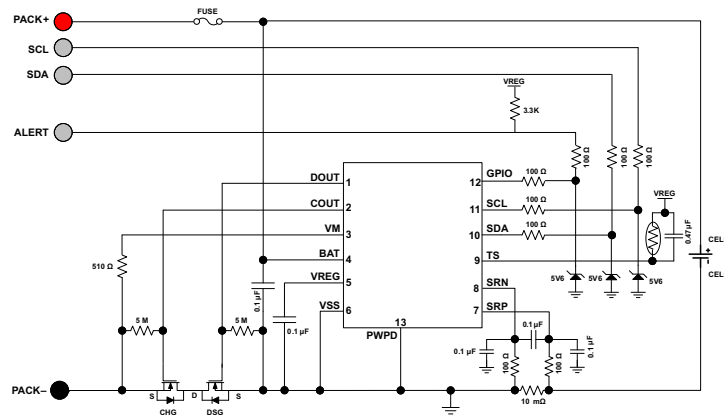 PACK+
FUSE
SCL
SDA
VREG
3.3K
ALERT
100 Ω
100 Ω
100 Ω
DOUT
1
COUT
2
VM
3
BAT
4
VREG
5
VSS
6
12
GPIO
100 Ω
11
SCL
100 Ω
10
SDA
100 Ω
9
TS
8
SRN
7
SRP
13
PWPD
VREG
0.47µF
CEL
CEL
510 Ω
0.1 µF
0.1 µF
5V6
5V6
5V6
5 M
5 M
0.1 µF
0.1 µF
0.1 µF
100 Ω
100 Ω
10 mΩ
PACK–
S
D
S
CHG
DSG